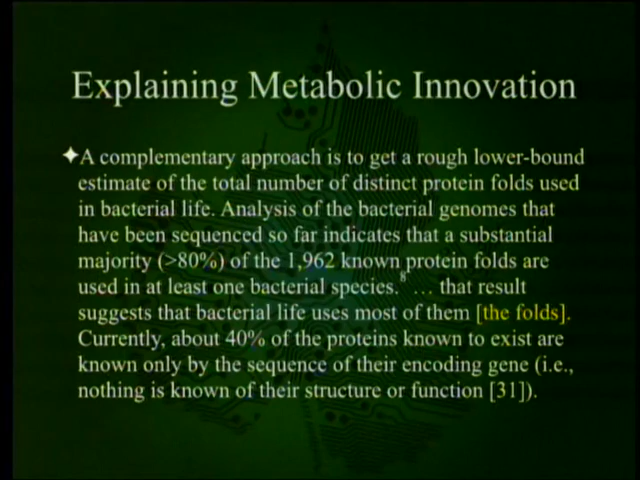 Explaining Metabolic Innovation
✦A complementary approach is to get a rough lower-bound
estimate of the total number of distinct protein folds used
in bacterial life. Analysis of the bacterial genomes that
have been sequenced so far indicates that a substantial
majority (>80%) of the 1,962 known protein folds are
used in at least one bacterial species.⁸ … that result
suggests that bacterial life uses most of them [the folds].
Currently, about 40% of the proteins known to exist are
known only by the sequence of their encoding gene (i.e.,
nothing is known of their structure or function [31]).